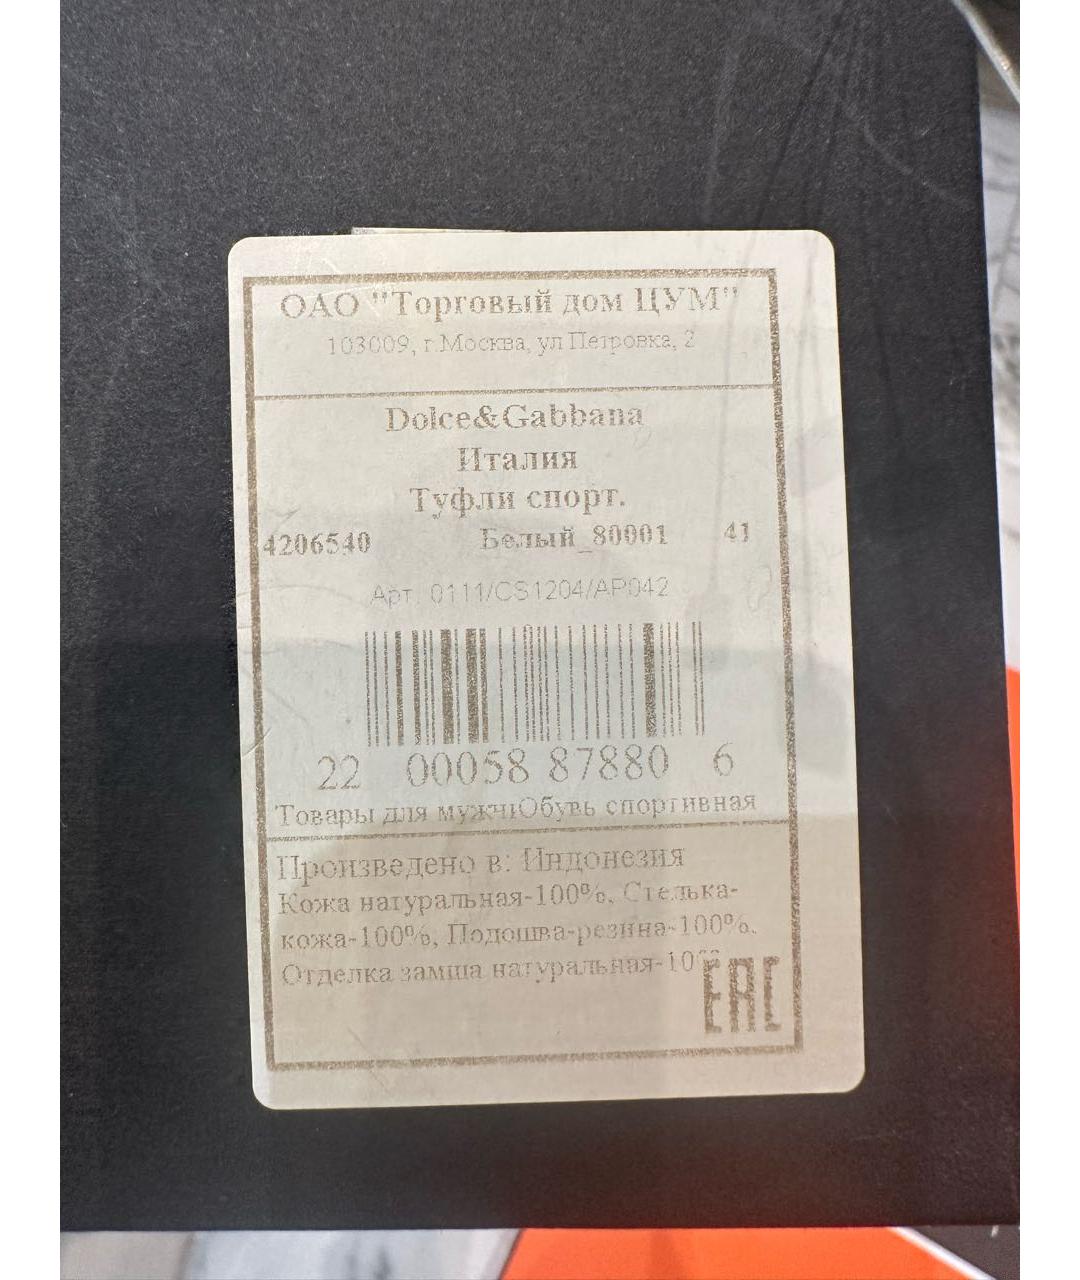 ОАО "Торговый дом ЦУМ"
103009, г.Москва, ул Петровка, 2
Dolce&Gabbana
Италия
Туфли спорт.
4206540 Белый_80001 41
Арт. 0111/CS1204/AP042
22 00058 87880 6
Товары для мужчиОбувь спортивная
Произведено в: Индонезия
Кожа натуральная-100%, Стелька-
кожа-100%, Подошва-резина-100%,
Отделка замша натуральная-10
EAC